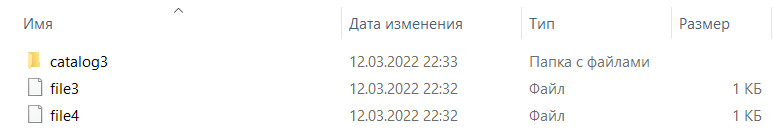 Имя Дата изменения Тип Размер
catalog3 12.03.2022 22:33 Папка с файлами
file3 12.03.2022 22:32 Файл 1 КБ
file4 12.03.2022 22:32 Файл 1 КБ